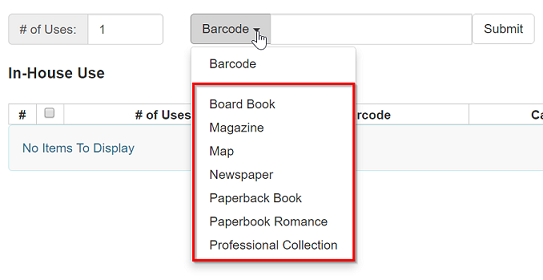 # of Uses: 1 Barcode Submit
Barcode
In-House Use
Board Book
# # of Uses rcode Ca
Magazine
No Items To Display
Map
Newspaper
Paperback Book
Paperbook Romance
Professional Collection